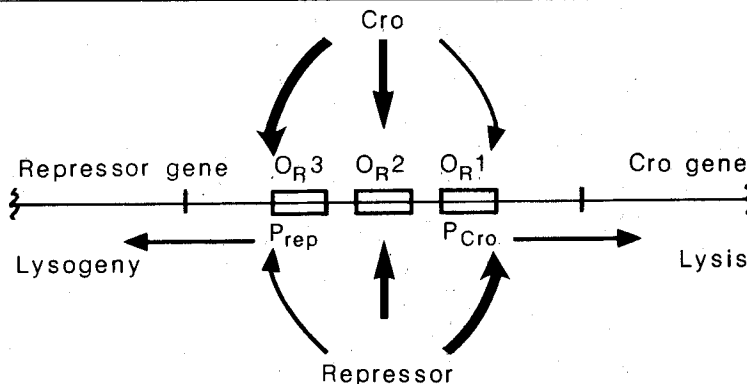 Cro
Repressor gene OR3 OR2 OR1 Cro gene
Prep PCro
Lysogeny Lysis
Repressor